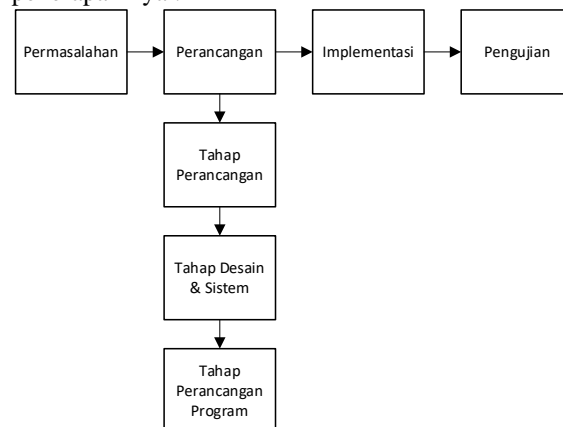 Permasalahan
Perancangan
Implementasi
Pengujian
Tahap
Perancangan
Tahap Desain
& Sistem
Tahap
Perancangan
Program